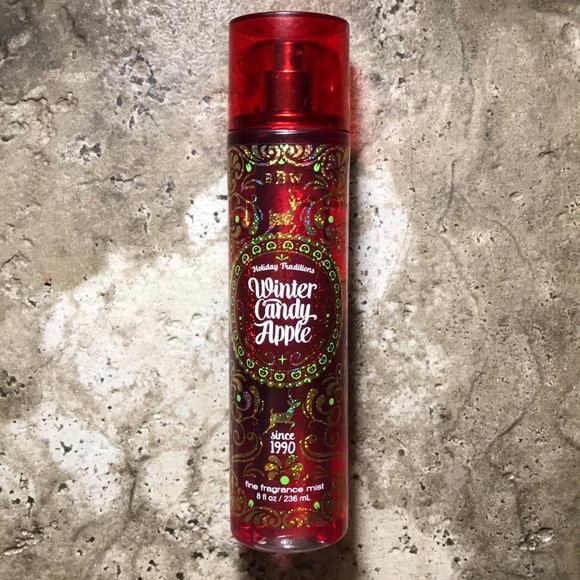 BBW
Holiday Traditions
Winter
Candy
Apple
since
1990
fine fragrance mist
8 fl oz / 236 mL